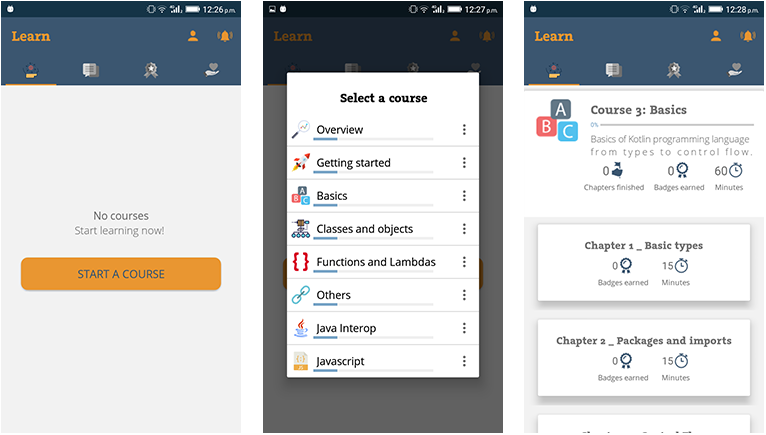 12:26 p.m.
Learn
No courses
Start learning now!
START A COURSE
12:27 p.m.
Learn
Select a course
Overview
Getting started
A
B C
Basics
Classes and objects
Functions and Lambdas
Others
Java Interop
Javascript
12:28 p.m.
Learn
A
B C
Course 3: Basics
0%
Basics of Kotlin programming language
from types to control flow.
0 0 60
Chapters finished Badges earned Minutes
Chapter 1 _ Basic types
0 15
Badges earned Minutes
Chapter 2 _ Packages and imports
0 15
Badges earned Minutes